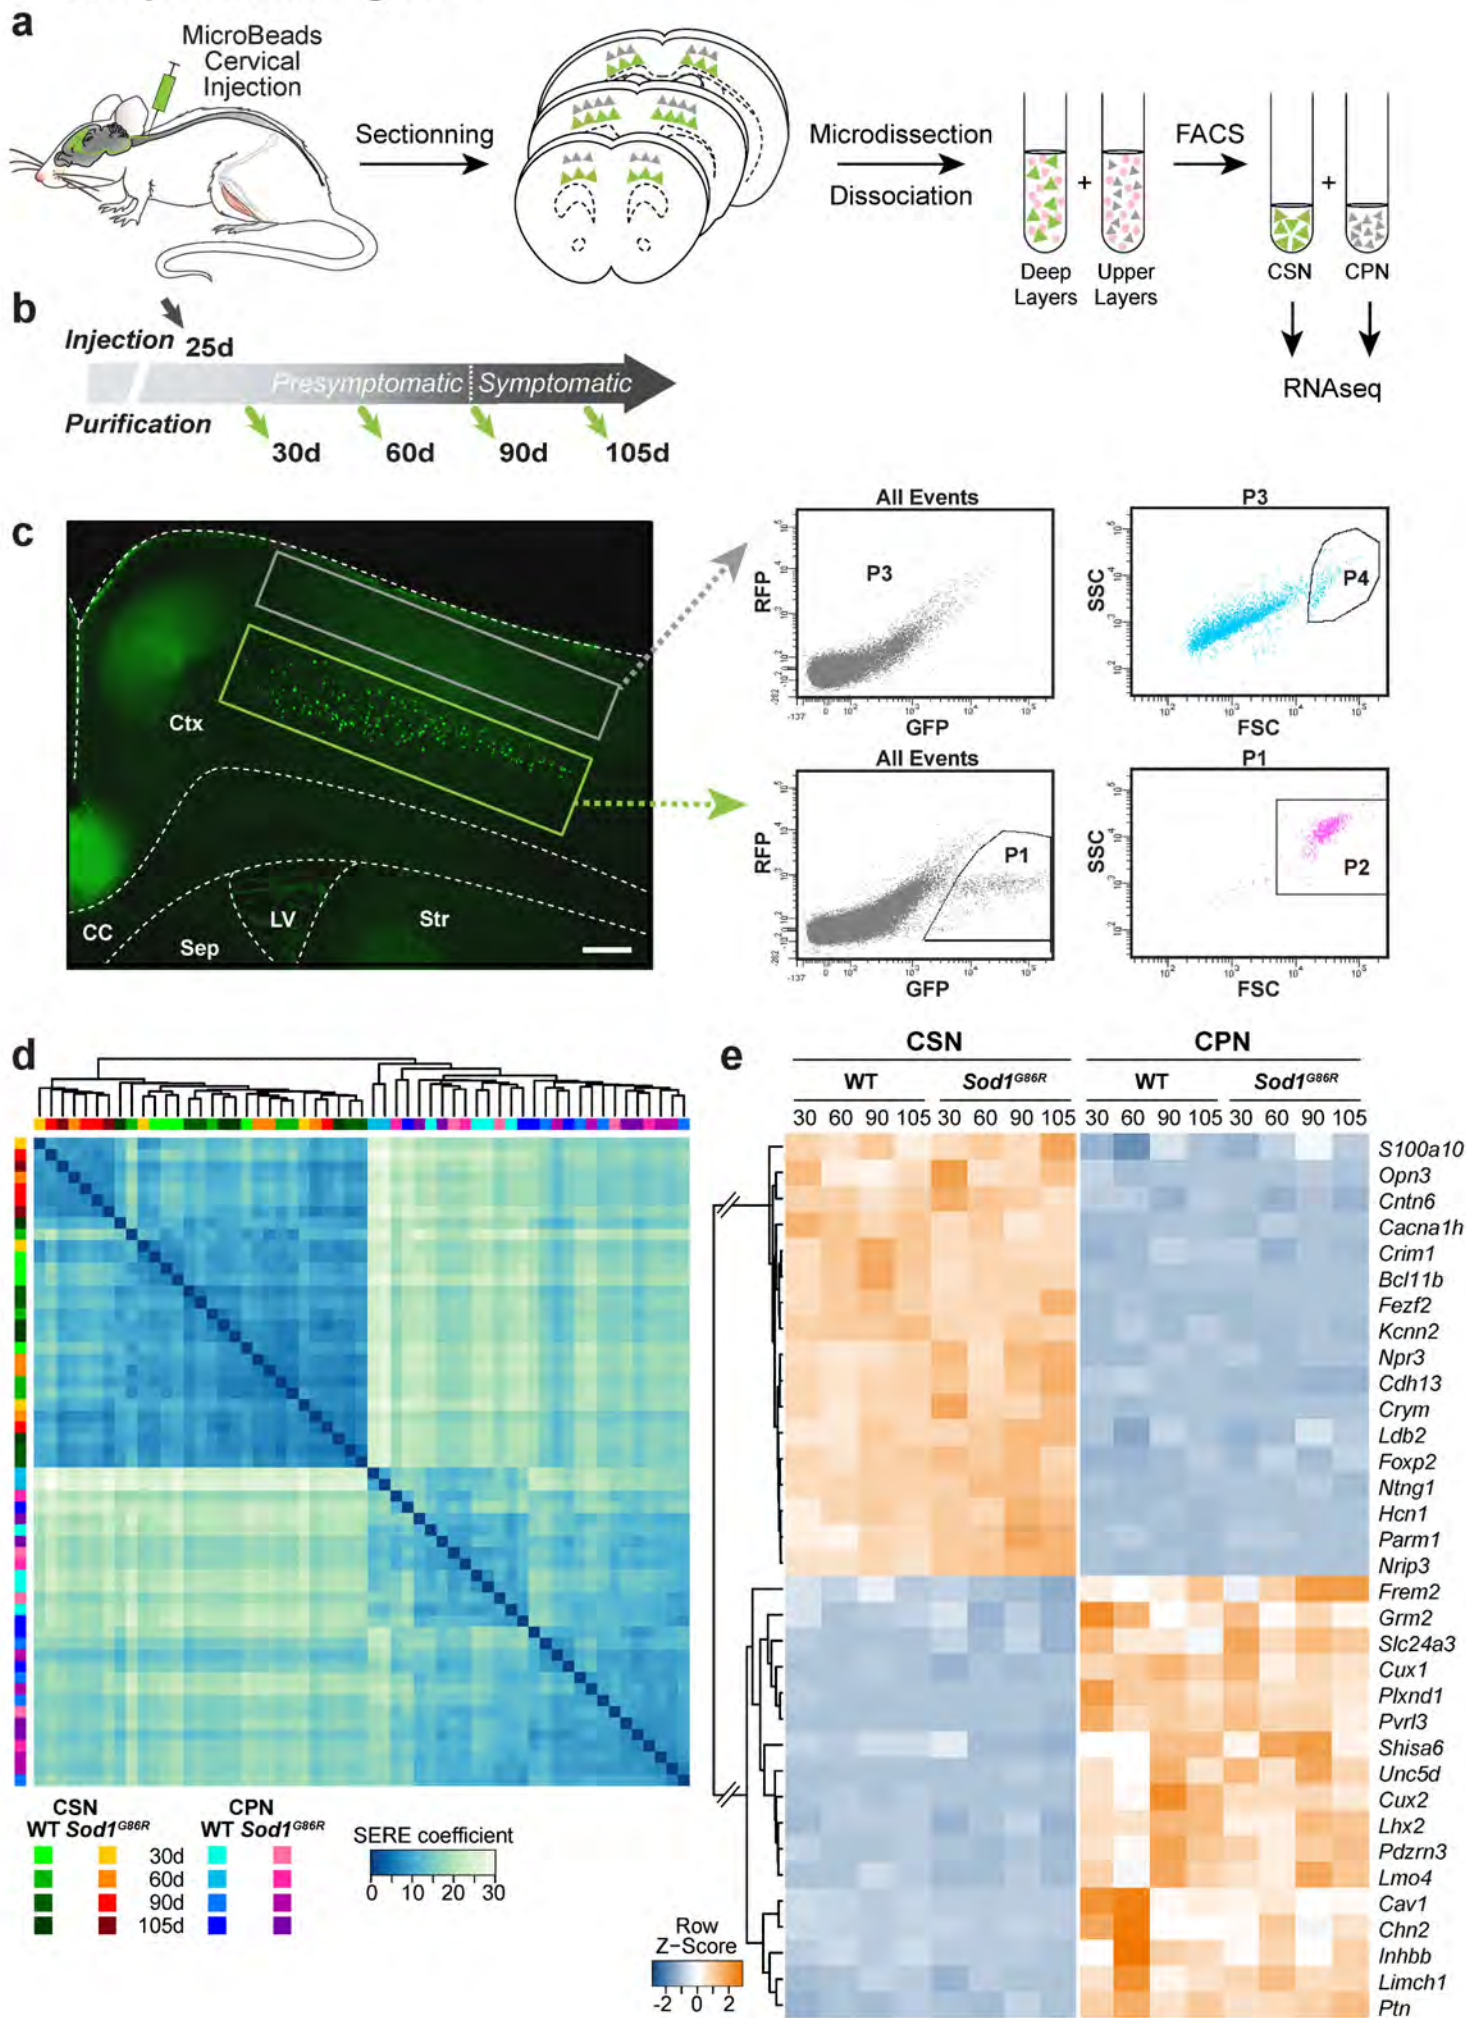 a
MicroBeads
Cervical
Injection
Sectionning
Microdissection
Dissociation
FACS
+
+
Deep
Layers
Upper
Layers
CSN
CPN
RNAseq
b
Injection
25d
Presymptomatic
Symptomatic
Purification
30d
60d
90d
105d
c
Ctx
CC
Sep
LV
Str
All Events
RFP
P3
GFP
P3
SSC
P4
FSC
All Events
RFP
P1
GFP
P1
SSC
P2
FSC
d
CSN
CPN
WT Sod1G86R
WT Sod1G86R
30d
60d
90d
105d
SERE coefficient
0 10 20 30
e
CSN
CPN
WT
Sod1G86R
WT
Sod1G86R
30 60 90 105 30 60 90 105
30 60 90 105 30 60 90 105
S100a10
Opn3
Cntn6
Cacna1h
Crim1
Bcl11b
Fezf2
Kcnn2
Npr3
Cdh13
Crym
Ldb2
Foxp2
Ntng1
Hcn1
Parm1
Nrip3
Frem2
Grm2
Slc24a3
Cux1
Plxnd1
Pvrl3
Shisa6
Unc5d
Cux2
Lhx2
Pdzrn3
Lmo4
Cav1
Chn2
Inhbb
Limch1
Ptn
Row
Z-Score
-2 0 2